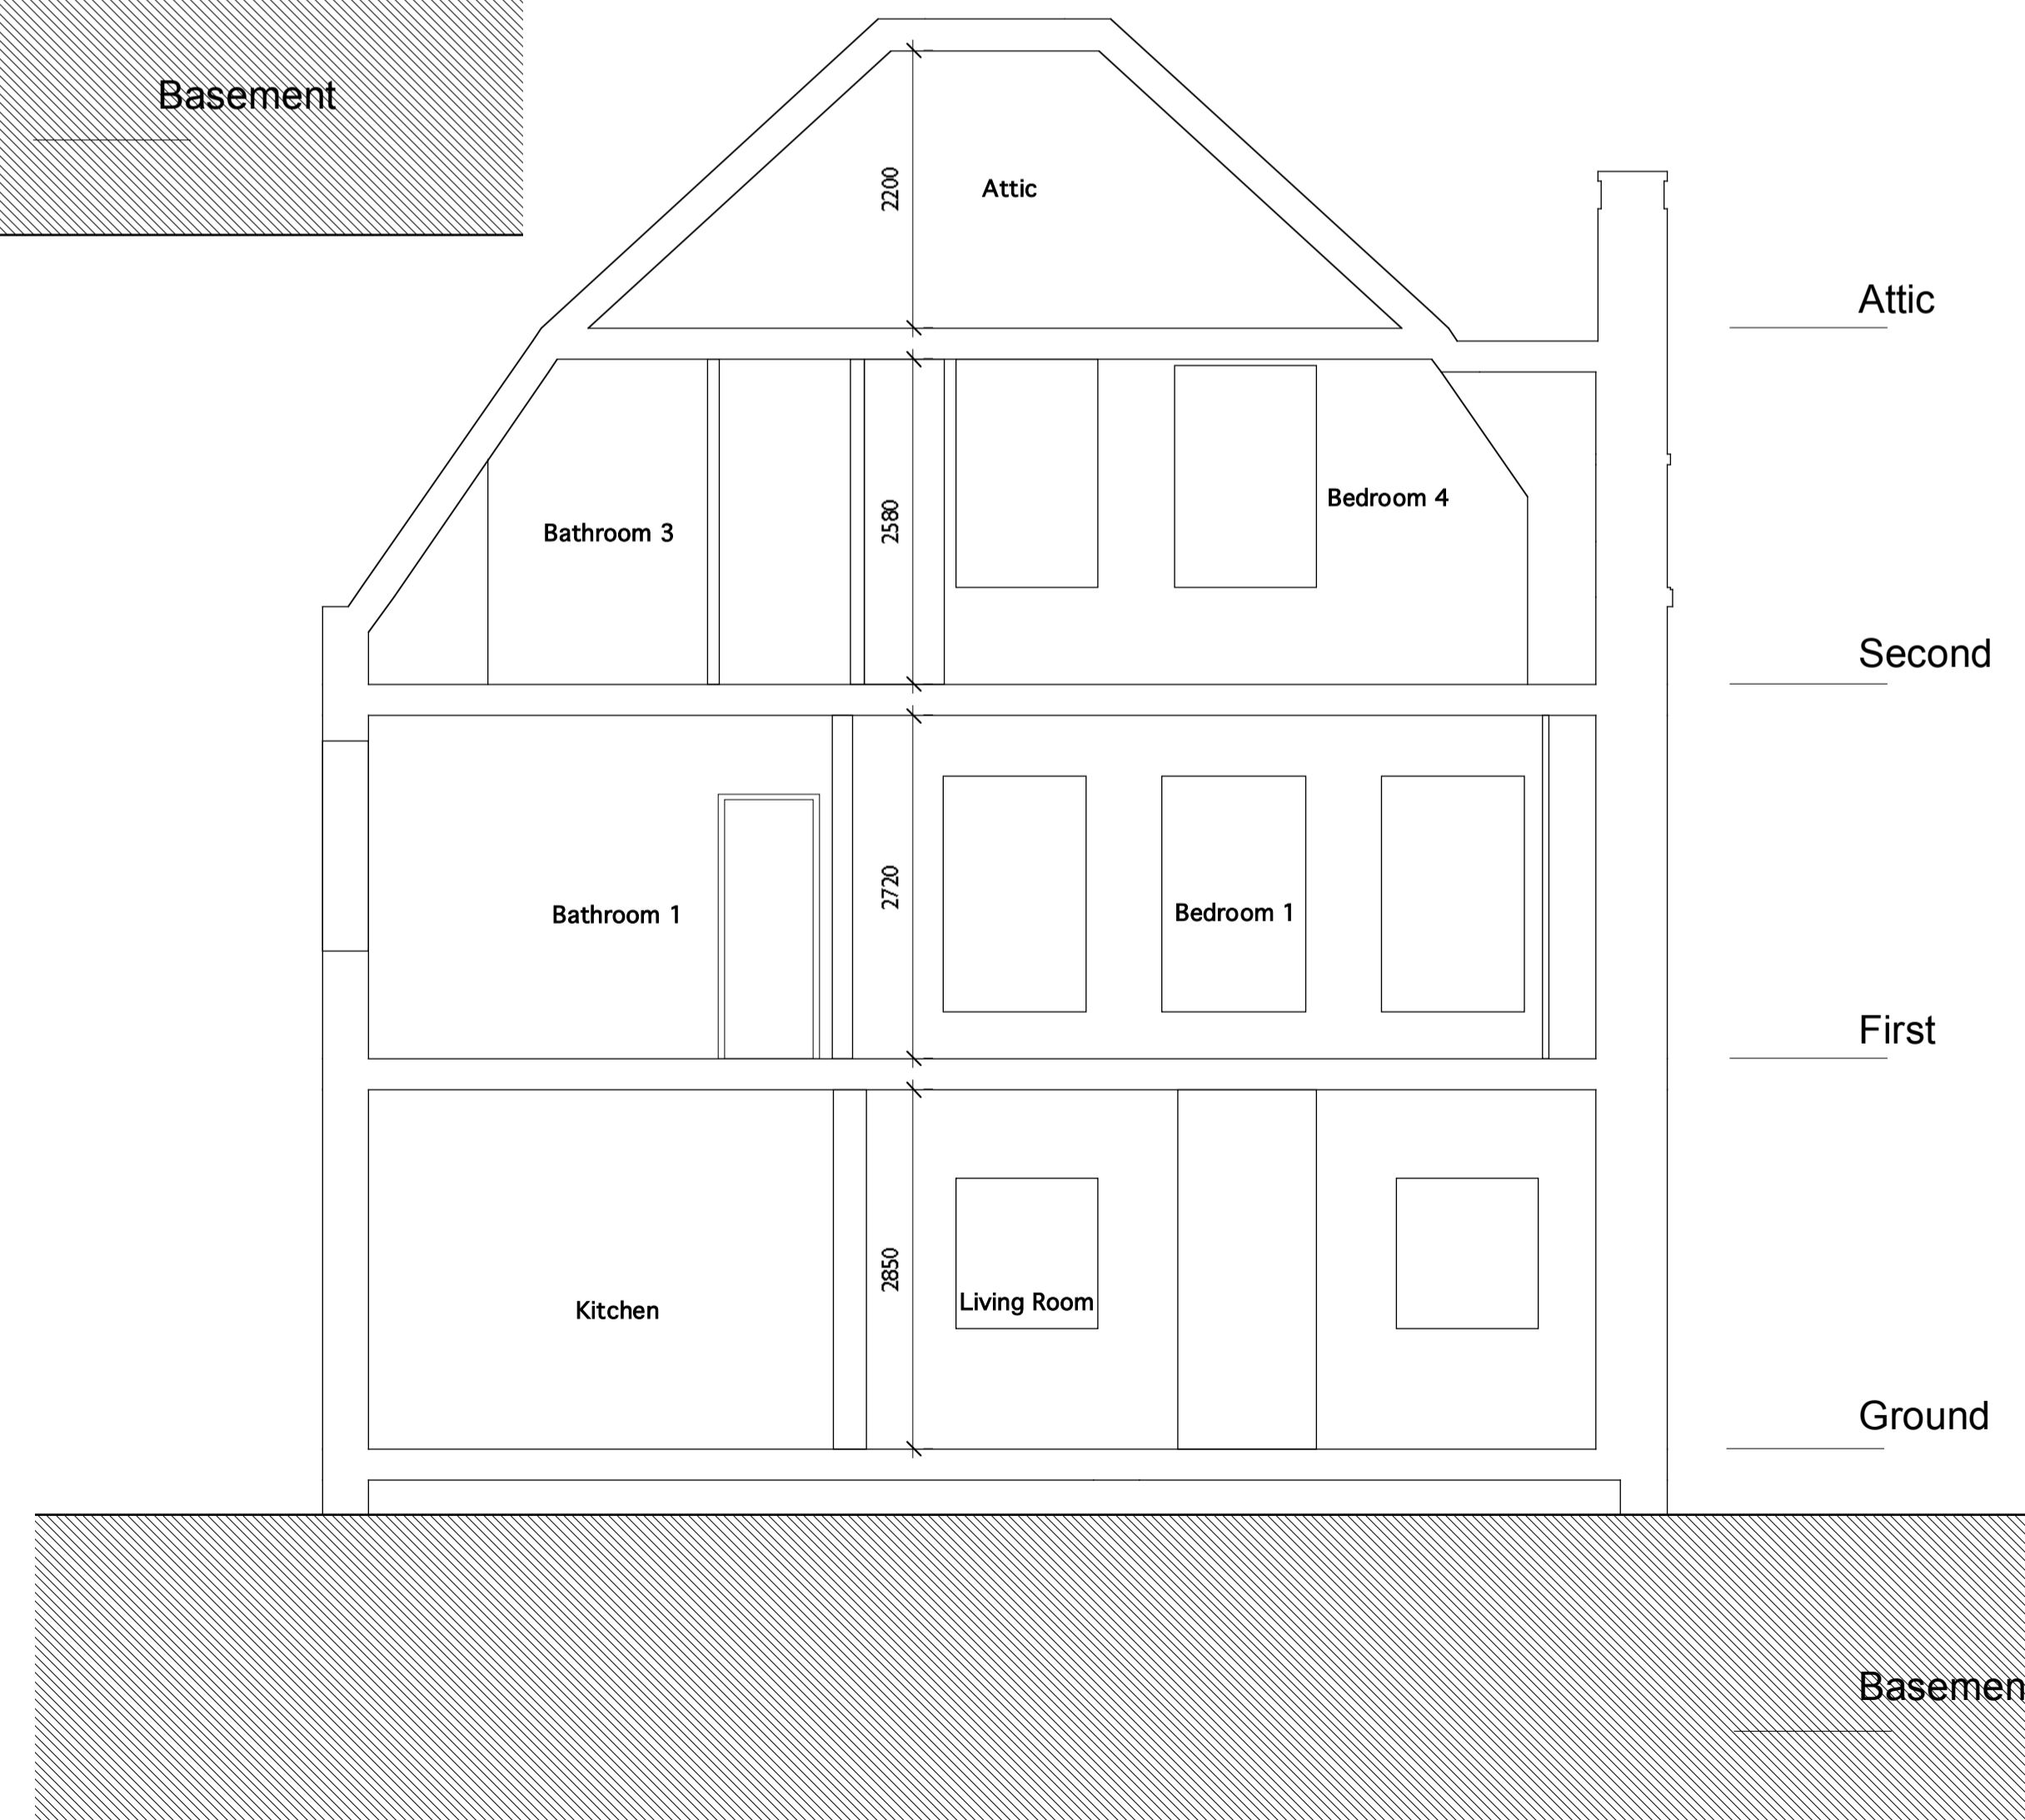 Basement
2200
Attic
Attic
Bathroom 3
2580
Bedroom 4
Second
Bathroom 1
2720
Bedroom 1
First
Kitchen
2850
Living Room
Ground
Basemen